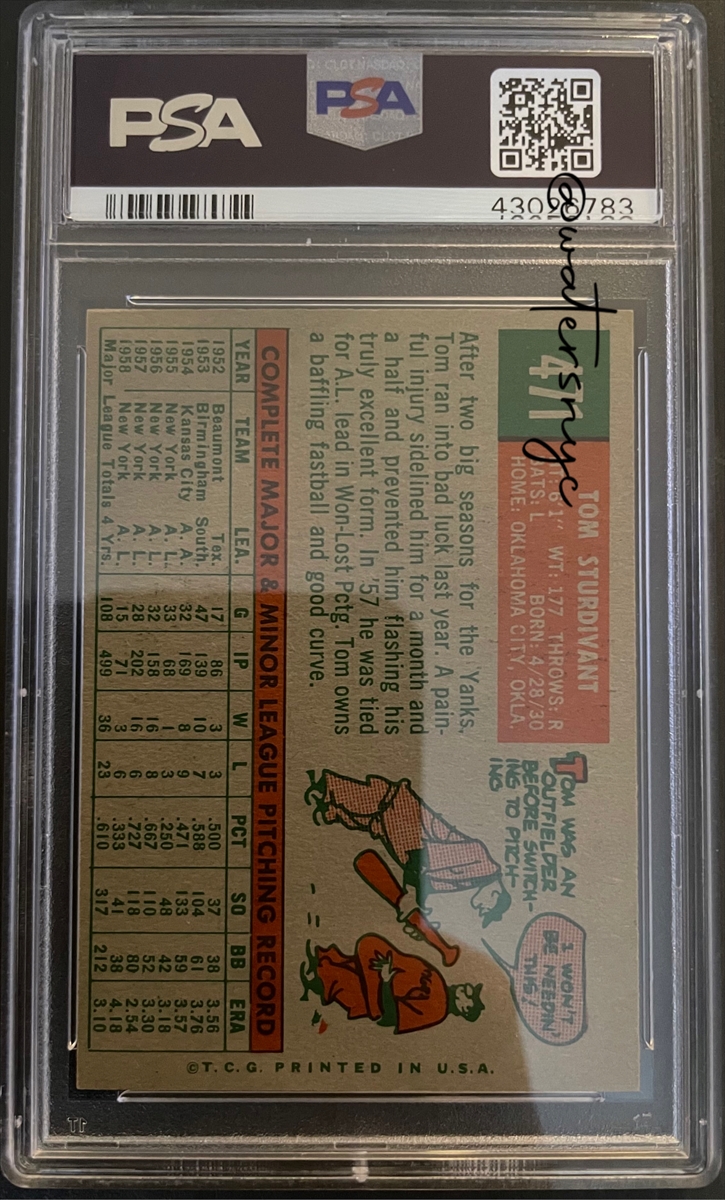 PSA
PSA
43020783
@watersnyc
471
TOM STURDIVANT
6'1" WT: 177 THROWS: R
BATS: L BORN: 4/28/30
HOME: OKLAHOMA CITY, OKLA
After two big seasons for the Yanks,
Tom ran into bad luck last year. A pain-
ful injury sidelined him for a month and
a half and prevented him flashing his
truly excellent form. In '57 he was tied
for A.L. lead in Won-Lost Pctg. Tom owns
a baffling fastball and good curve.
TOM WAS AN
OUTFIELDER
BEFORE SWITCH-
ING TO PITCH-
ING
I WON'T
BE NEEDIN'
THIS!
COMPLETE MAJOR & MINOR LEAGUE PITCHING RECORD
YEAR TEAM LEA. G IP W L PCT SO BB ERA
1952 Beaumont Tex. 17 86 3 3 .500 37 38 3.56
1953 Birmingham South. 47 139 10 7 .588 104 61 3.76
1954 Kansas City A. A. 32 169 8 9 .471 133 59 3.57
1955 New York A. L. 33 68 1 3 .250 48 42 3.18
1956 New York A. L. 32 158 16 8 .667 110 52 3.30
1957 New York A. L. 28 202 16 6 .727 118 80 2.54
1958 New York A. L. 15 71 3 6 .333 41 38 4.18
Major League Totals 4 Yrs. 108 499 36 23 .610 317 212 3.10
©T.C.G. PRINTED IN U.S.A.